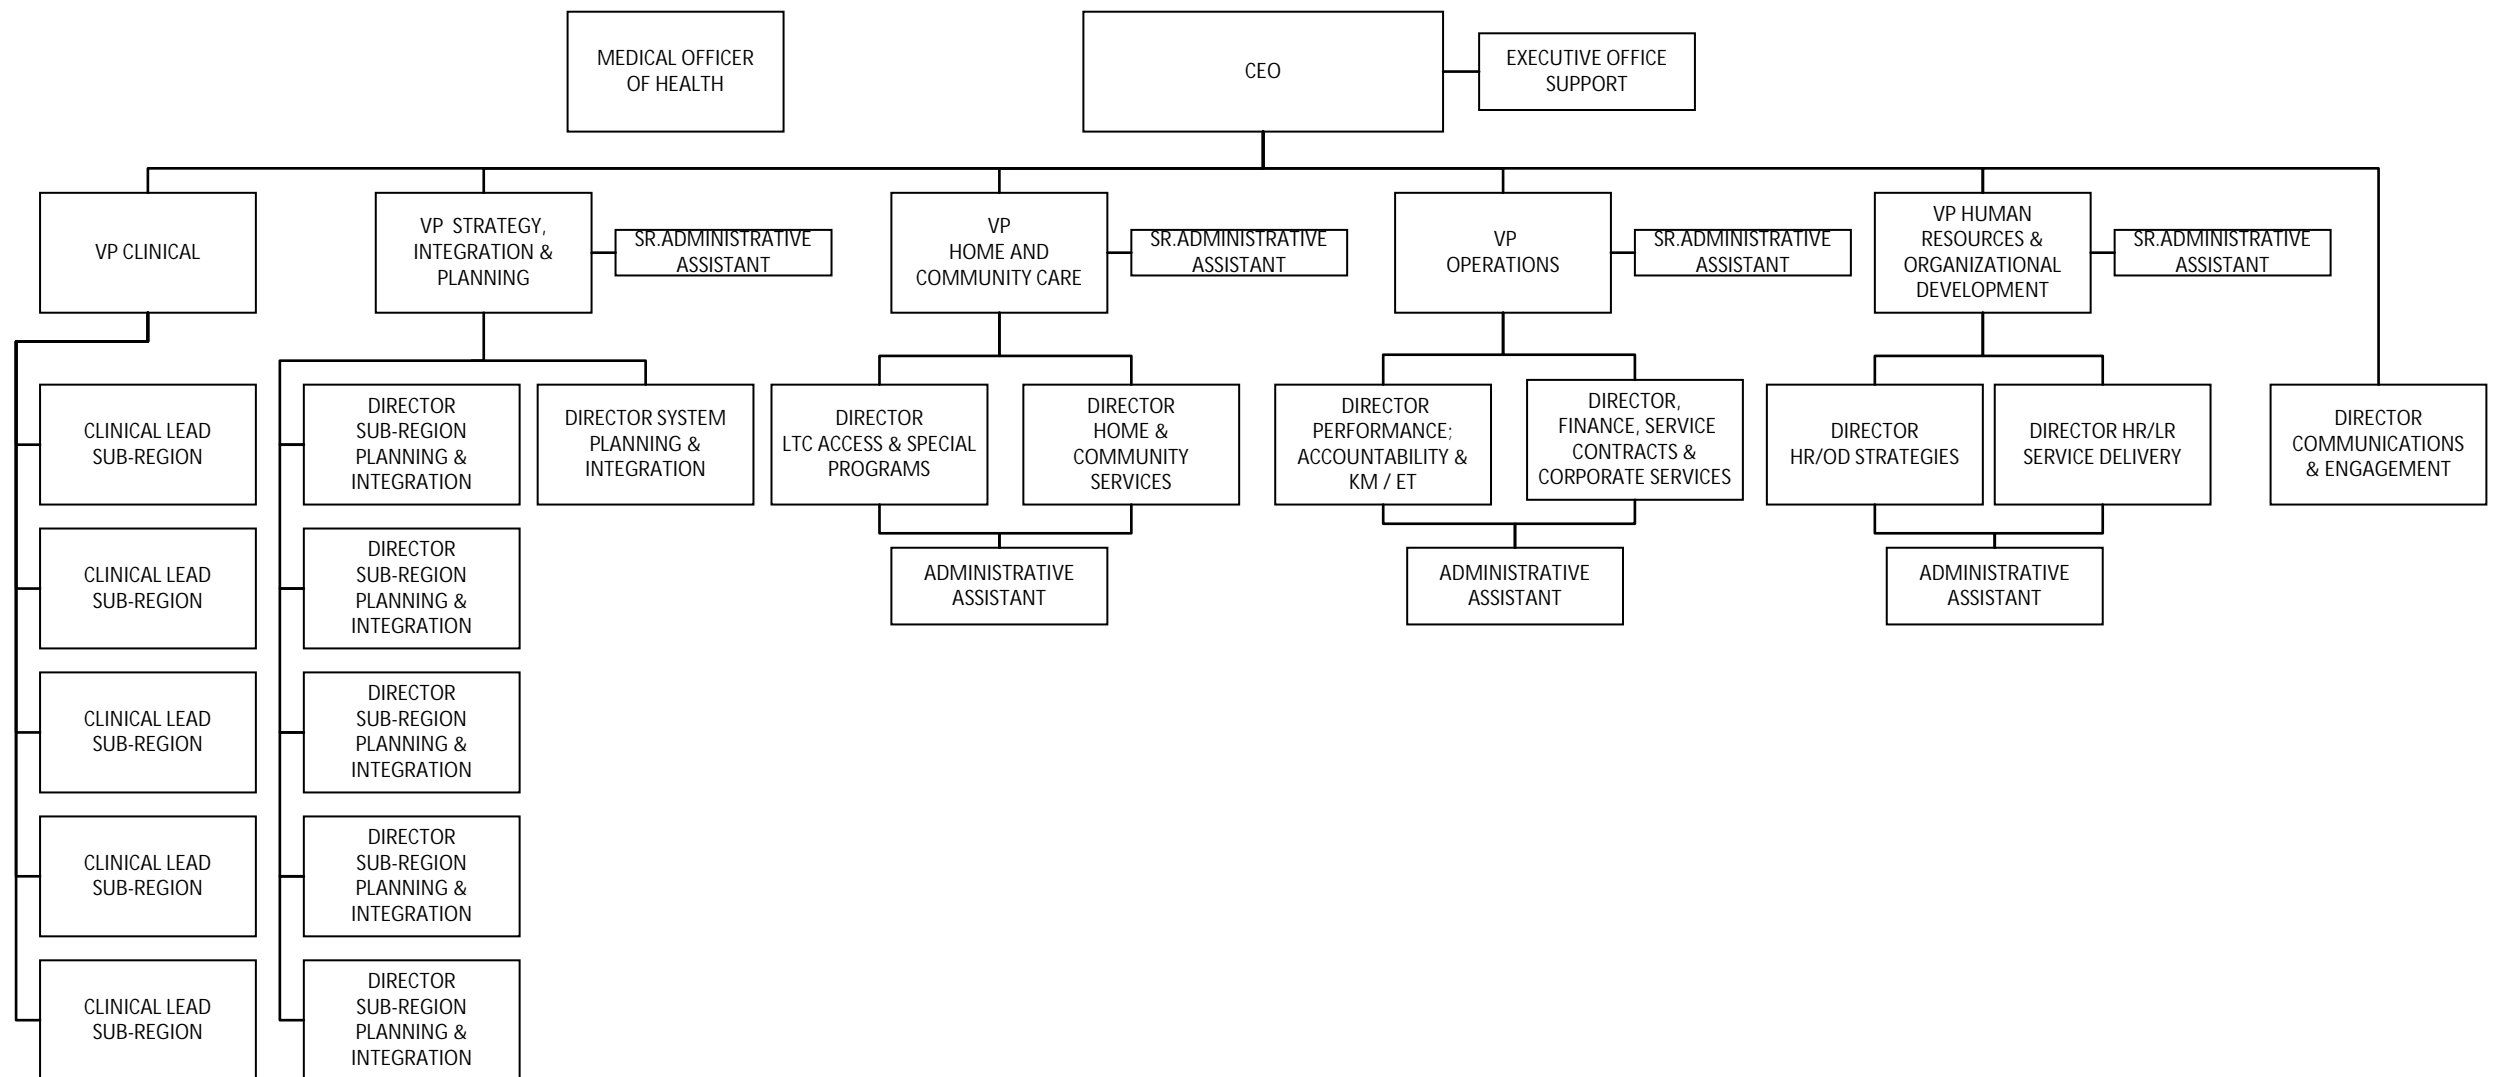 MEDICAL OFFICER
OF HEALTH
CEO
EXECUTIVE OFFICE
SUPPORT
VP CLINICAL
VP STRATEGY,
INTEGRATION &
PLANNING
SR.ADMINISTRATIVE
ASSISTANT
VP
HOME AND
COMMUNITY CARE
SR.ADMINISTRATIVE
ASSISTANT
VP
OPERATIONS
SR.ADMINISTRATIVE
ASSISTANT
VP HUMAN
RESOURCES &
ORGANIZATIONAL
DEVELOPMENT
SR.ADMINISTRATIVE
ASSISTANT
CLINICAL LEAD
SUB-REGION
DIRECTOR
SUB-REGION
PLANNING &
INTEGRATION
DIRECTOR SYSTEM
PLANNING &
INTEGRATION
DIRECTOR
LTC ACCESS & SPECIAL
PROGRAMS
DIRECTOR
HOME &
COMMUNITY
SERVICES
DIRECTOR
PERFORMANCE;
ACCOUNTABILITY &
KM / ET
DIRECTOR,
FINANCE, SERVICE
CONTRACTS &
CORPORATE SERVICES
DIRECTOR
HR/OD STRATEGIES
DIRECTOR HR/LR
SERVICE DELIVERY
DIRECTOR
COMMUNICATIONS
& ENGAGEMENT
CLINICAL LEAD
SUB-REGION
DIRECTOR
SUB-REGION
PLANNING &
INTEGRATION
ADMINISTRATIVE
ASSISTANT
ADMINISTRATIVE
ASSISTANT
ADMINISTRATIVE
ASSISTANT
CLINICAL LEAD
SUB-REGION
DIRECTOR
SUB-REGION
PLANNING &
INTEGRATION
CLINICAL LEAD
SUB-REGION
DIRECTOR
SUB-REGION
PLANNING &
INTEGRATION
CLINICAL LEAD
SUB-REGION
DIRECTOR
SUB-REGION
PLANNING &
INTEGRATION